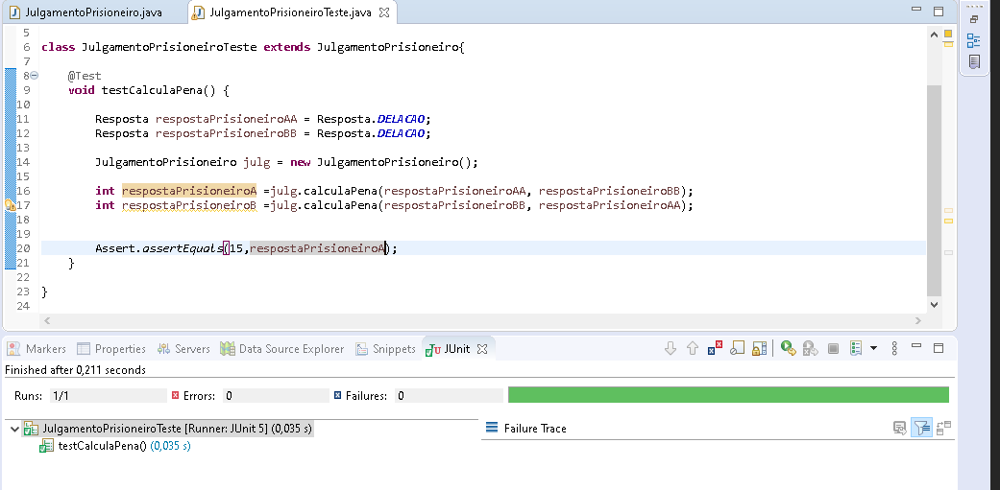 JulgamentoPrisioneiro.java JulgamentoPrisioneiroTeste.java
5
6 class JulgamentoPrisioneiroTeste extends JulgamentoPrisioneiro{
7
8 @Test
9 void testCalculaPena() {
10
11 Resposta respostaPrisioneiroAA = Resposta.DELACAO;
12 Resposta respostaPrisioneiroBB = Resposta.DELACAO;
13
14 JulgamentoPrisioneiro julg = new JulgamentoPrisioneiro();
15
16 int respostaPrisioneiroA =julg.calculaPena(respostaPrisioneiroAA, respostaPrisioneiroBB);
17 int respostaPrisioneiroB =julg.calculaPena(respostaPrisioneiroBB, respostaPrisioneiroAA);
18
19
20 Assert.assertEquals(15,respostaPrisioneiroA);
21 }
22
23 }
24
Markers Properties Servers Data Source Explorer Snippets JUnit
Finished after 0,211 seconds
Runs: 1/1 Errors: 0 Failures: 0
JulgamentoPrisioneiroTeste [Runner: JUnit 5] (0,035 s) Failure Trace
testCalculaPena() (0,035 s)